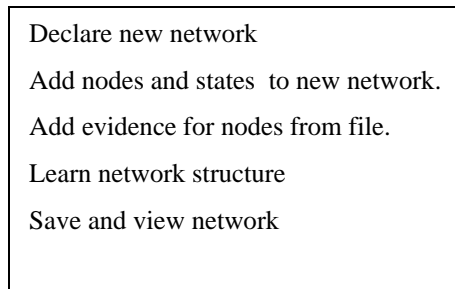 Declare new network
Add nodes and states  to new network.
Add evidence for nodes from file.
Learn network structure
Save and view network